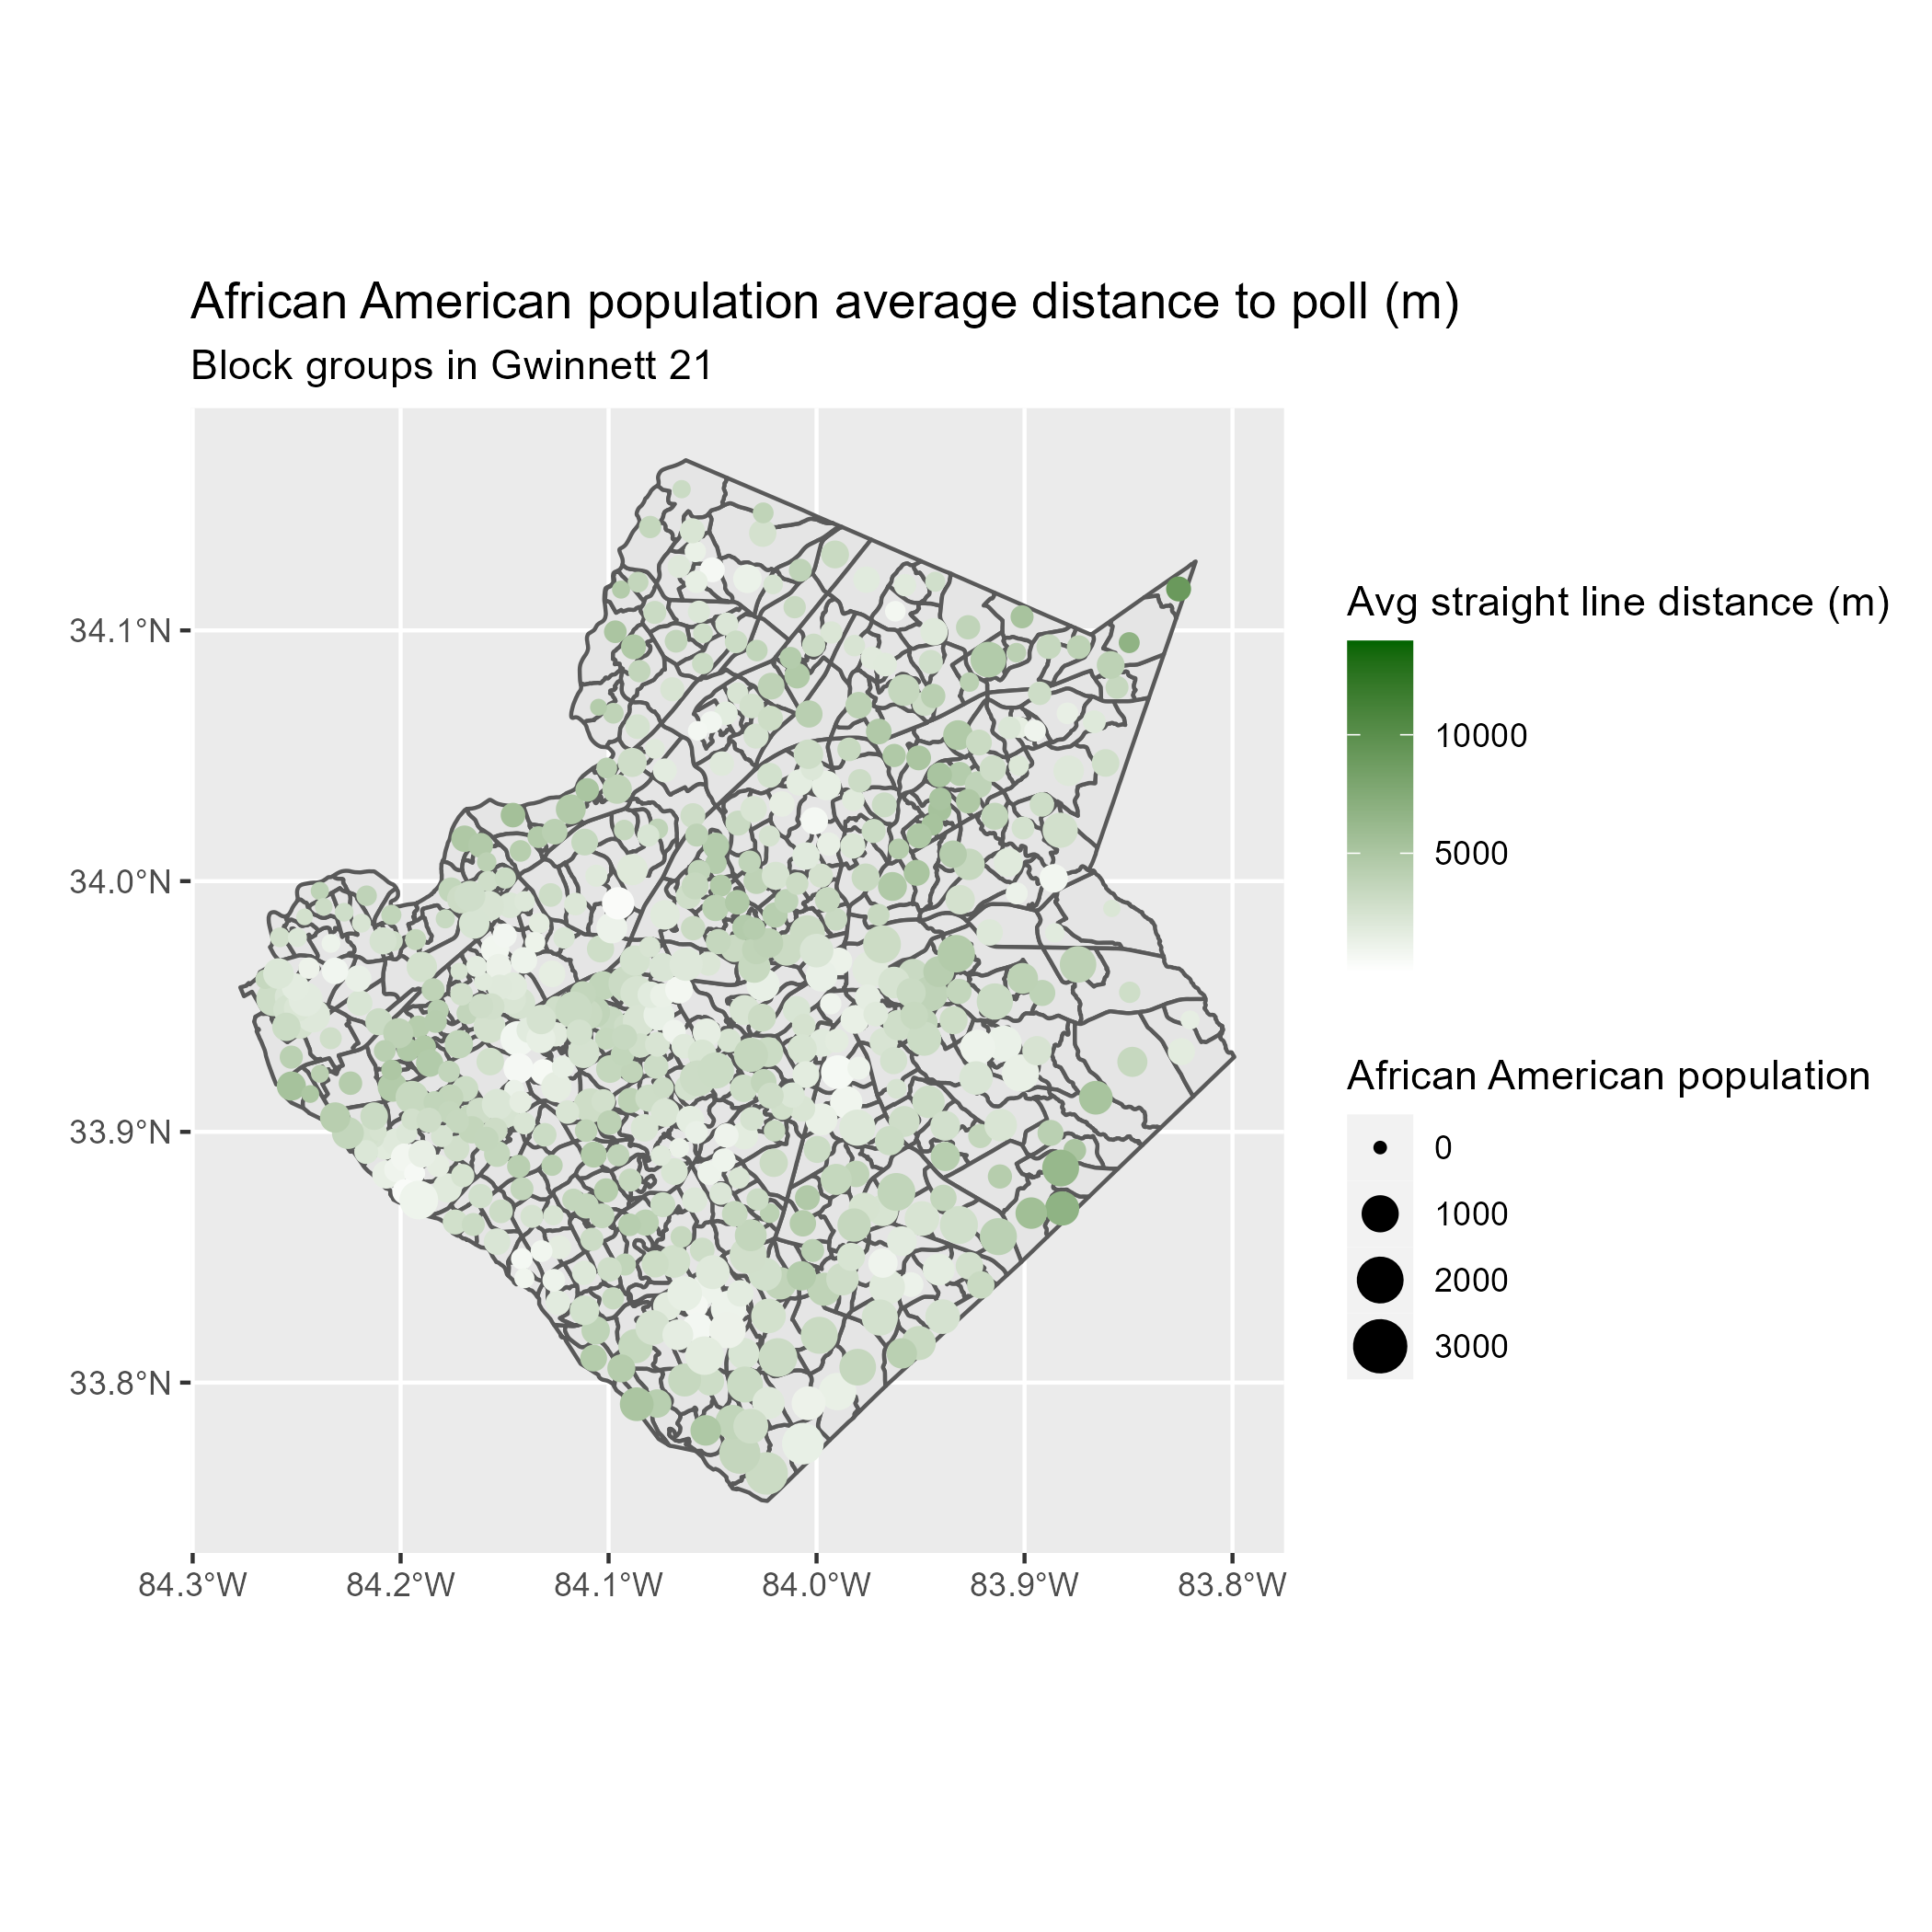 African American population average distance to poll (m)
Block groups in Gwinnett 21
34.1°N
34.0°N
33.9°N
33.8°N
84.3°W
84.2°W
84.1°W
84.0°W
83.9°W
83.8°W
Avg straight line distance (m)
10000
5000
African American population
0
1000
2000
3000